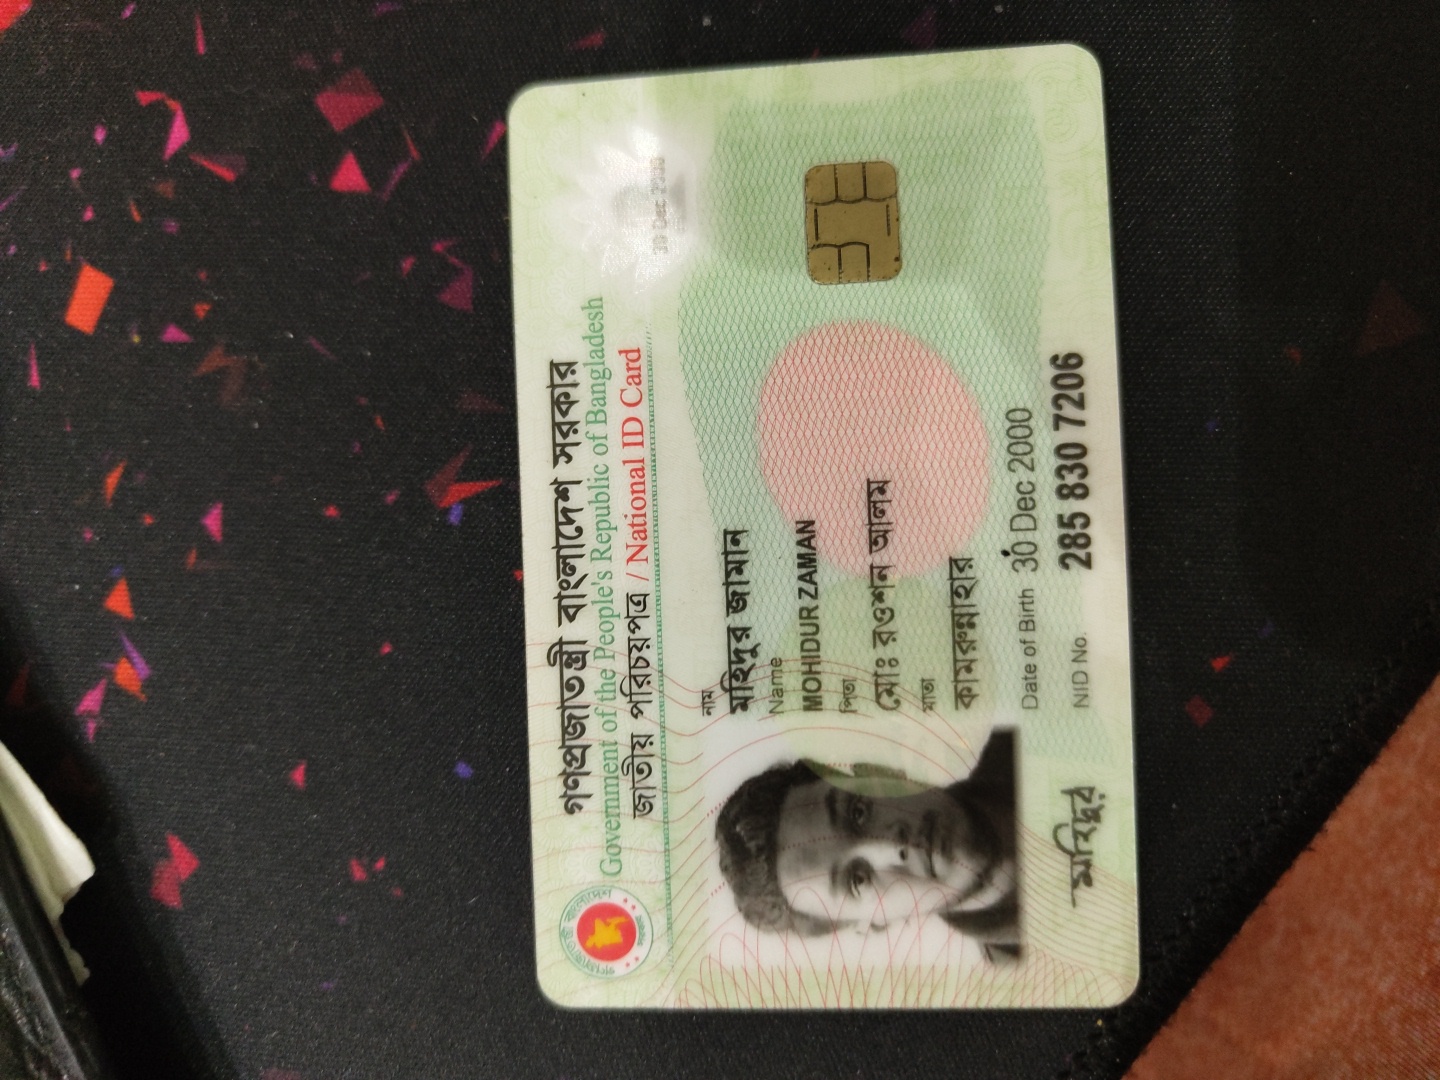 গণপ্রজাতন্ত্রী বাংলাদেশ সরকার
Government of the People's Republic of Bangladesh
জাতীয় পরিচয়পত্র / National ID Card
30 Dec 2000
নাম
মহিদুর জামান
Name
MOHIDUR ZAMAN
পিতা
মোঃ রওশন আলম
মাতা
কামরুন্নাহার
Date of Birth 30 Dec 2000
মহিদুর
NID No. 285 830 7206